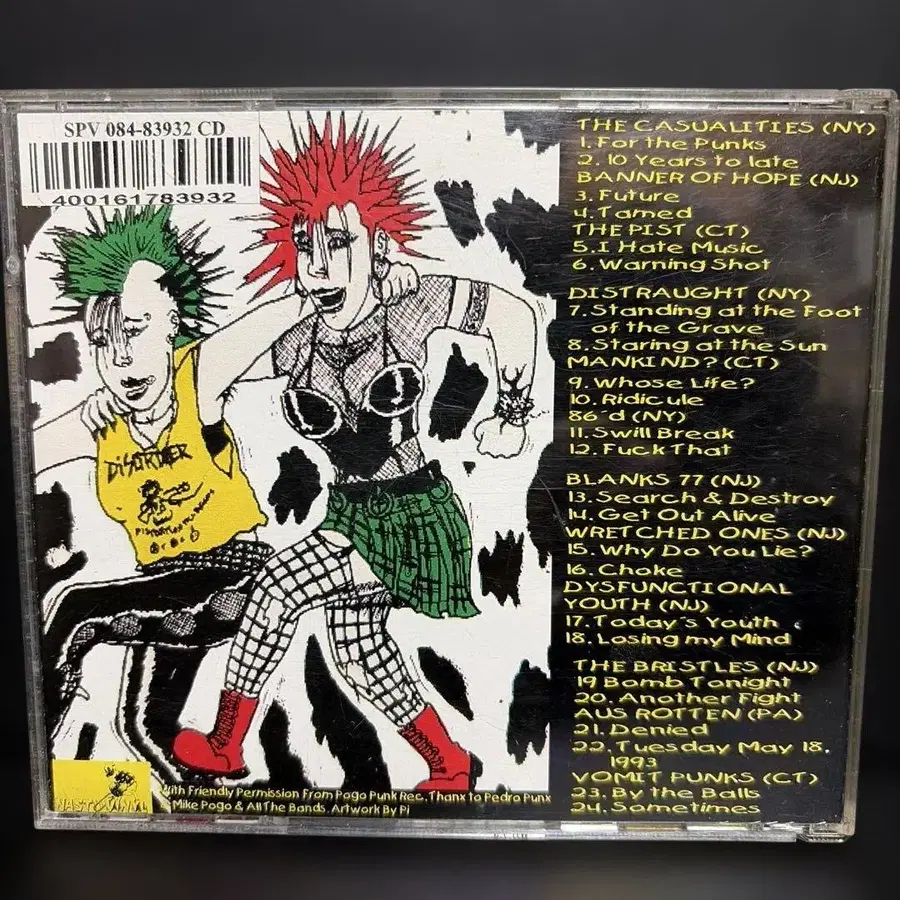 SPV 084-83932 CD
400161783932
DISORDER
THE CASUALITIES (NY)
1. For the Punks
2. 10 Years to late
BANNER OF HOPE (NJ)
3. Future
4. Tamed
THE PIST (CT)
5. I Hate Music
6. Warning Shot
DISTRAUGHT (NY)
7. Standing at the Foot
of the Grave
8. Staring at the Sun
MANKIND? (CT)
9. Whose Life?
10. Ridicule
86´d (NY)
11. Swill Break
12. Fuck That
BLANKS 77 (NJ)
13. Search & Destroy
14. Get Out Alive
WRETCHED ONES (NJ)
15. Why Do You Lie?
16. Choke
DYSFUNCTIONAL
YOUTH (NJ)
17. Today´s Youth
18. Losing my Mind
THE BRISTLES (NJ)
19 Bomb Tonight
20. Another Fight
AUS ROTTEN (PA)
21. Denied
22. Tuesday May 18.
1993
VOMIT PUNKS (CT)
23. By the Balls
24. Sometimes
With Friendly Permission From Pogo Punk Rec., Thanx to Pedro Punx
Mike Pogo & All The Bands. Artwork By Pi